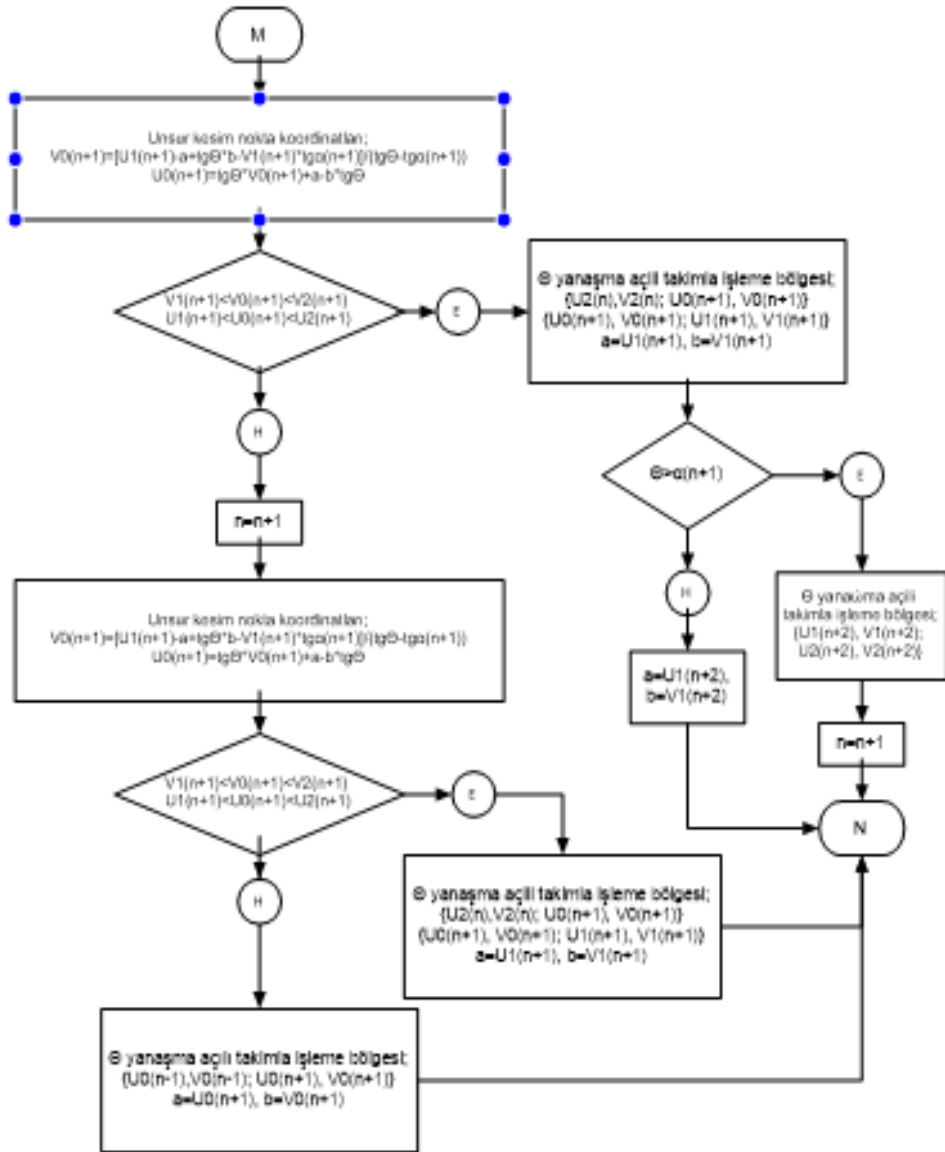 M
Unsur kesim nokta koordinatları;
V0(n+1)=[U1(n+1)-a+tgΘ*b-V1(n+1)*tgα(n+1)]/(tgΘ-tgα(n+1))
U0(n+1)=tgΘ*V0(n+1)+a-b*tgΘ
V1(n+1)<V0(n+1)<V2(n+1)
U1(n+1)<U0(n+1)<U2(n+1)
E
Θ yanaşma açılı takimla işleme bölgesi;
{U2(n),V2(n); U0(n+1), V0(n+1)}
{U0(n+1), V0(n+1); U1(n+1), V1(n+1)}
a=U1(n+1), b=V1(n+1)
H
Θ>α(n+1)
E
n=n+1
H
Θ yanaώma açili
takimla işleme bölgesi;
{U1(n+2), V1(n+2);
U2(n+2), V2(n+2)}
Unsur kesim nokta koordinatları;
V0(n=1)=[U1(n+1)-a+tgΘ*b-V1(n+1)*tgα(n+1)]/(tgΘ-tgα(n+1))
U0(n=1)=tgΘ*V0(n+1)+a-b*tgΘ
a=U1(n+2),
b=V1(n+2)
n=n+1
V1(n+1)<V0(n+1)<V2(n+1)
U1(n+1)<U0(n+1)<U2(n+1)
E
N
H
Θ yanaşma açili takimla işleme bölgesi;
{U2(n),V2(n); U0(n+1), V0(n+1)}
{U0(n+1), V0(n+1); U1(n+1), V1(n+1)}
a=U1(n+1), b=V1(n+1)
Θ yanaşma açılı takimla işleme bölgesi;
{U0(n-1),V0(n-1); U0(n+1), V0(n+1)}
a=U0(n+1), b=V0(n+1)